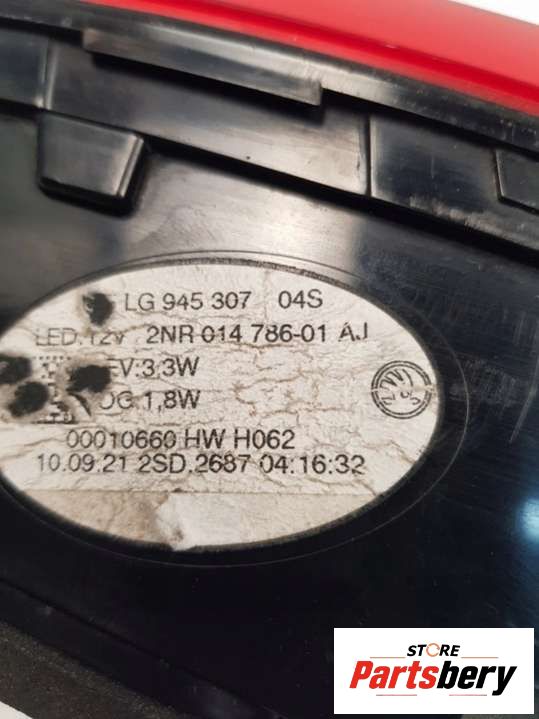 LG 945 307 04S
LED:12V 2NR 014 786-01 AJ
EV:3,3W
OG 1,8W
00010660 HW H062
10.09.21 2SD.2687 04:16:32
STORE
Partsbery